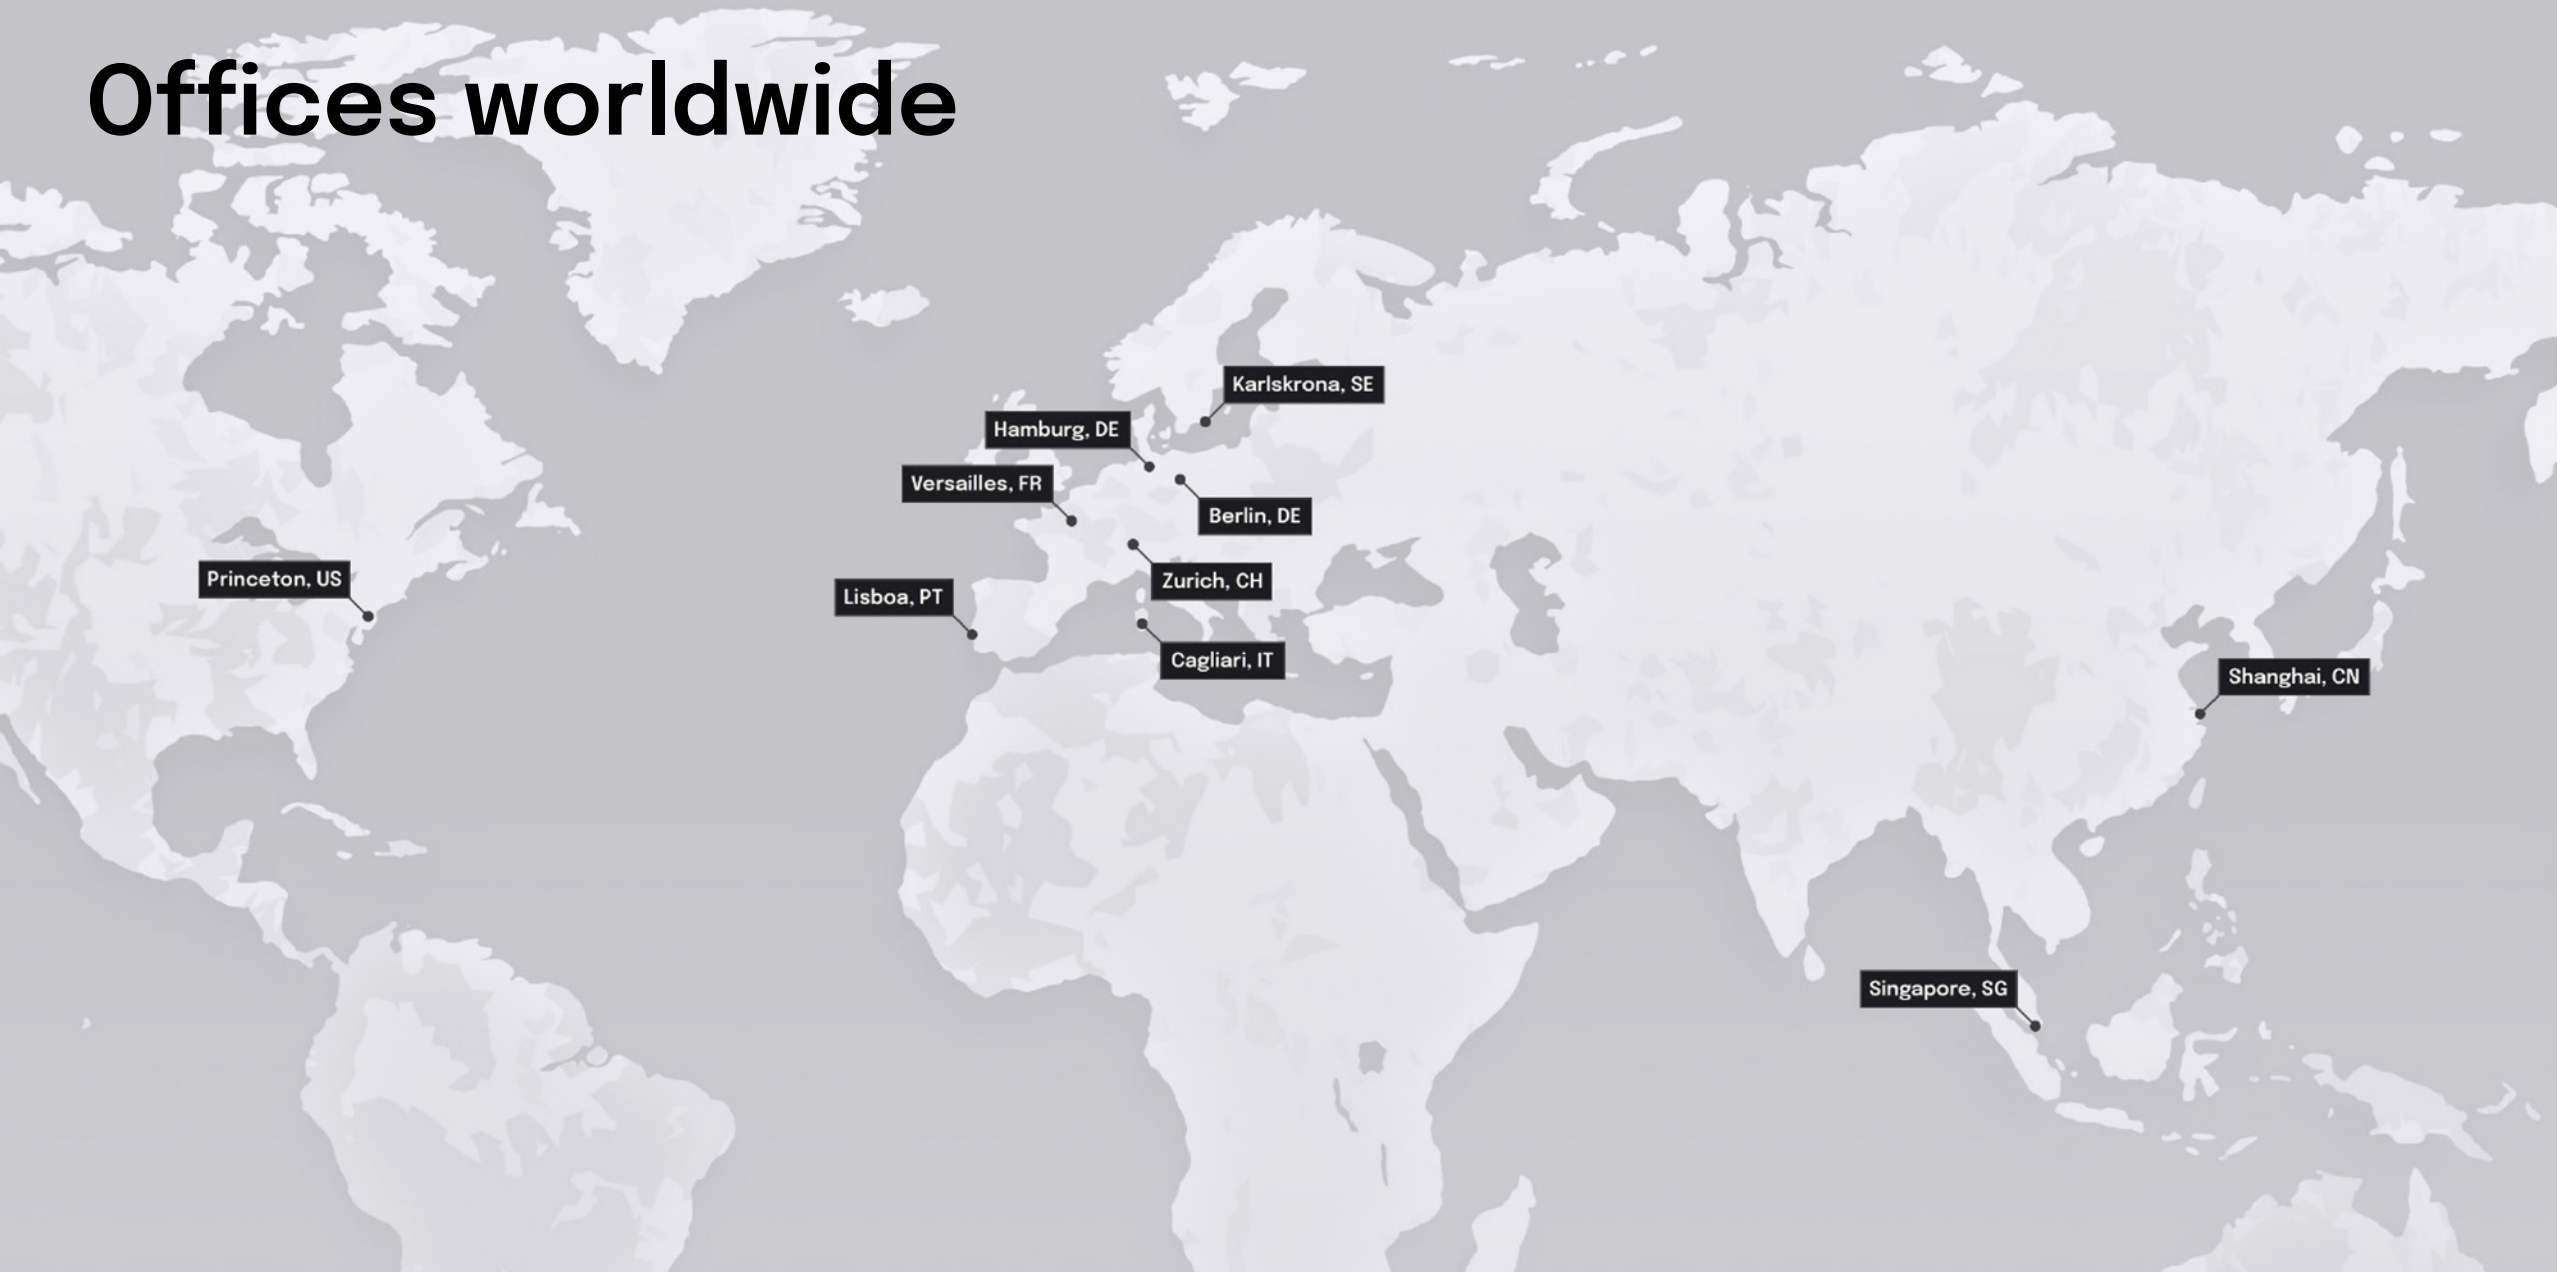 Offices worldwide
Karlskrona, SE
Hamburg, DE
Versailles, FR
Berlin, DE
Princeton, US
Zurich, CH
Lisboa, PT
Cagliari, IT
Shanghai, CN
Singapore, SG